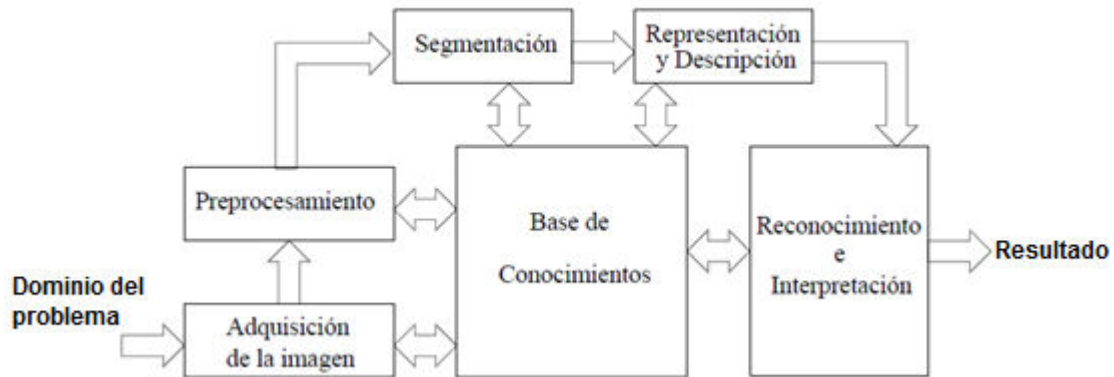 Segmentación
Representación
y Descripción
Preprocesamiento
Base de
Conocimientos
Reconocimiento
e
Interpretación
Resultado
Dominio del
problema
Adquisición
de la imagen